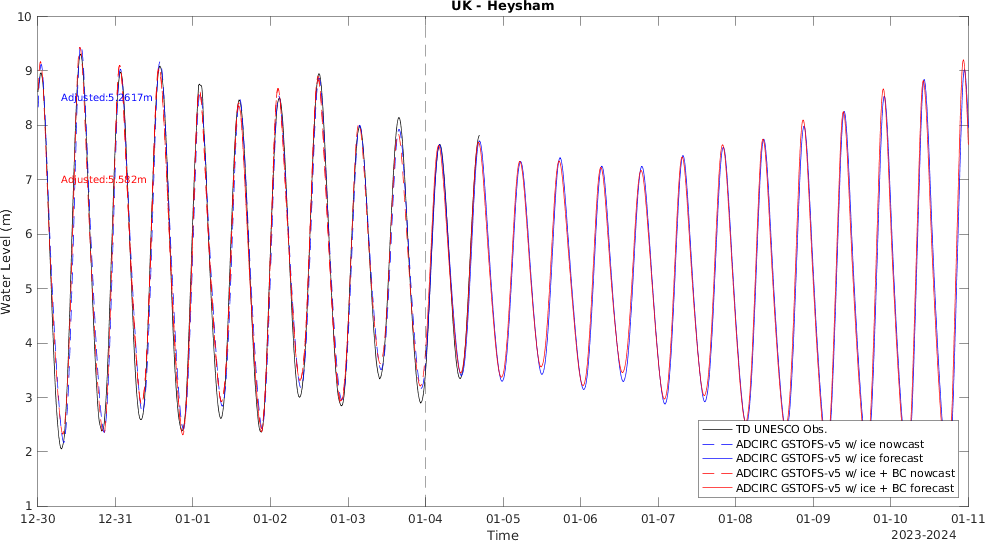 UK - Heysham
10
9
8
7
6
5
4
3
2
1
Water Level (m)
Adjusted:5.2617m
Adjusted:5.582m
TD UNESCO Obs.
ADCIRC GSTOFS-v5 w/ ice nowcast
ADCIRC GSTOFS-v5 w/ ice forecast
ADCIRC GSTOFS-v5 w/ ice + BC nowcast
ADCIRC GSTOFS-v5 w/ ice + BC forecast
12-30 12-31 01-01 01-02 01-03 01-04 01-05 01-06 01-07 01-08 01-09 01-10 01-11
Time
2023-2024